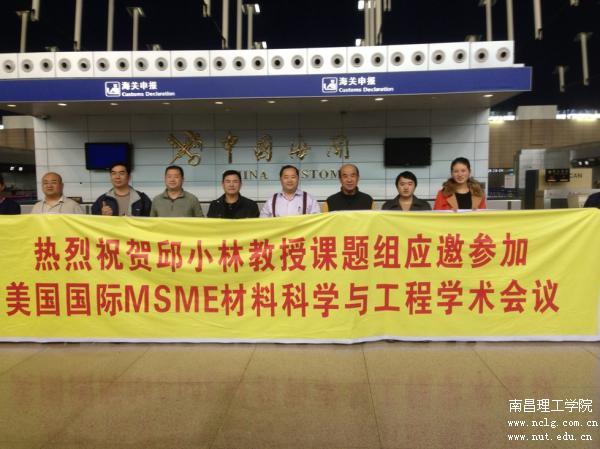 海关申报
Customs Declaration
海关申报
Customs Declaration
中国海关
CHINA CUSTOMS
热烈祝贺邱小林教授课题组应邀参加
美国国际MSME材料科学与工程学术会议
南昌理工学院
www.nclg.com.cn
www.nut.edu.cn